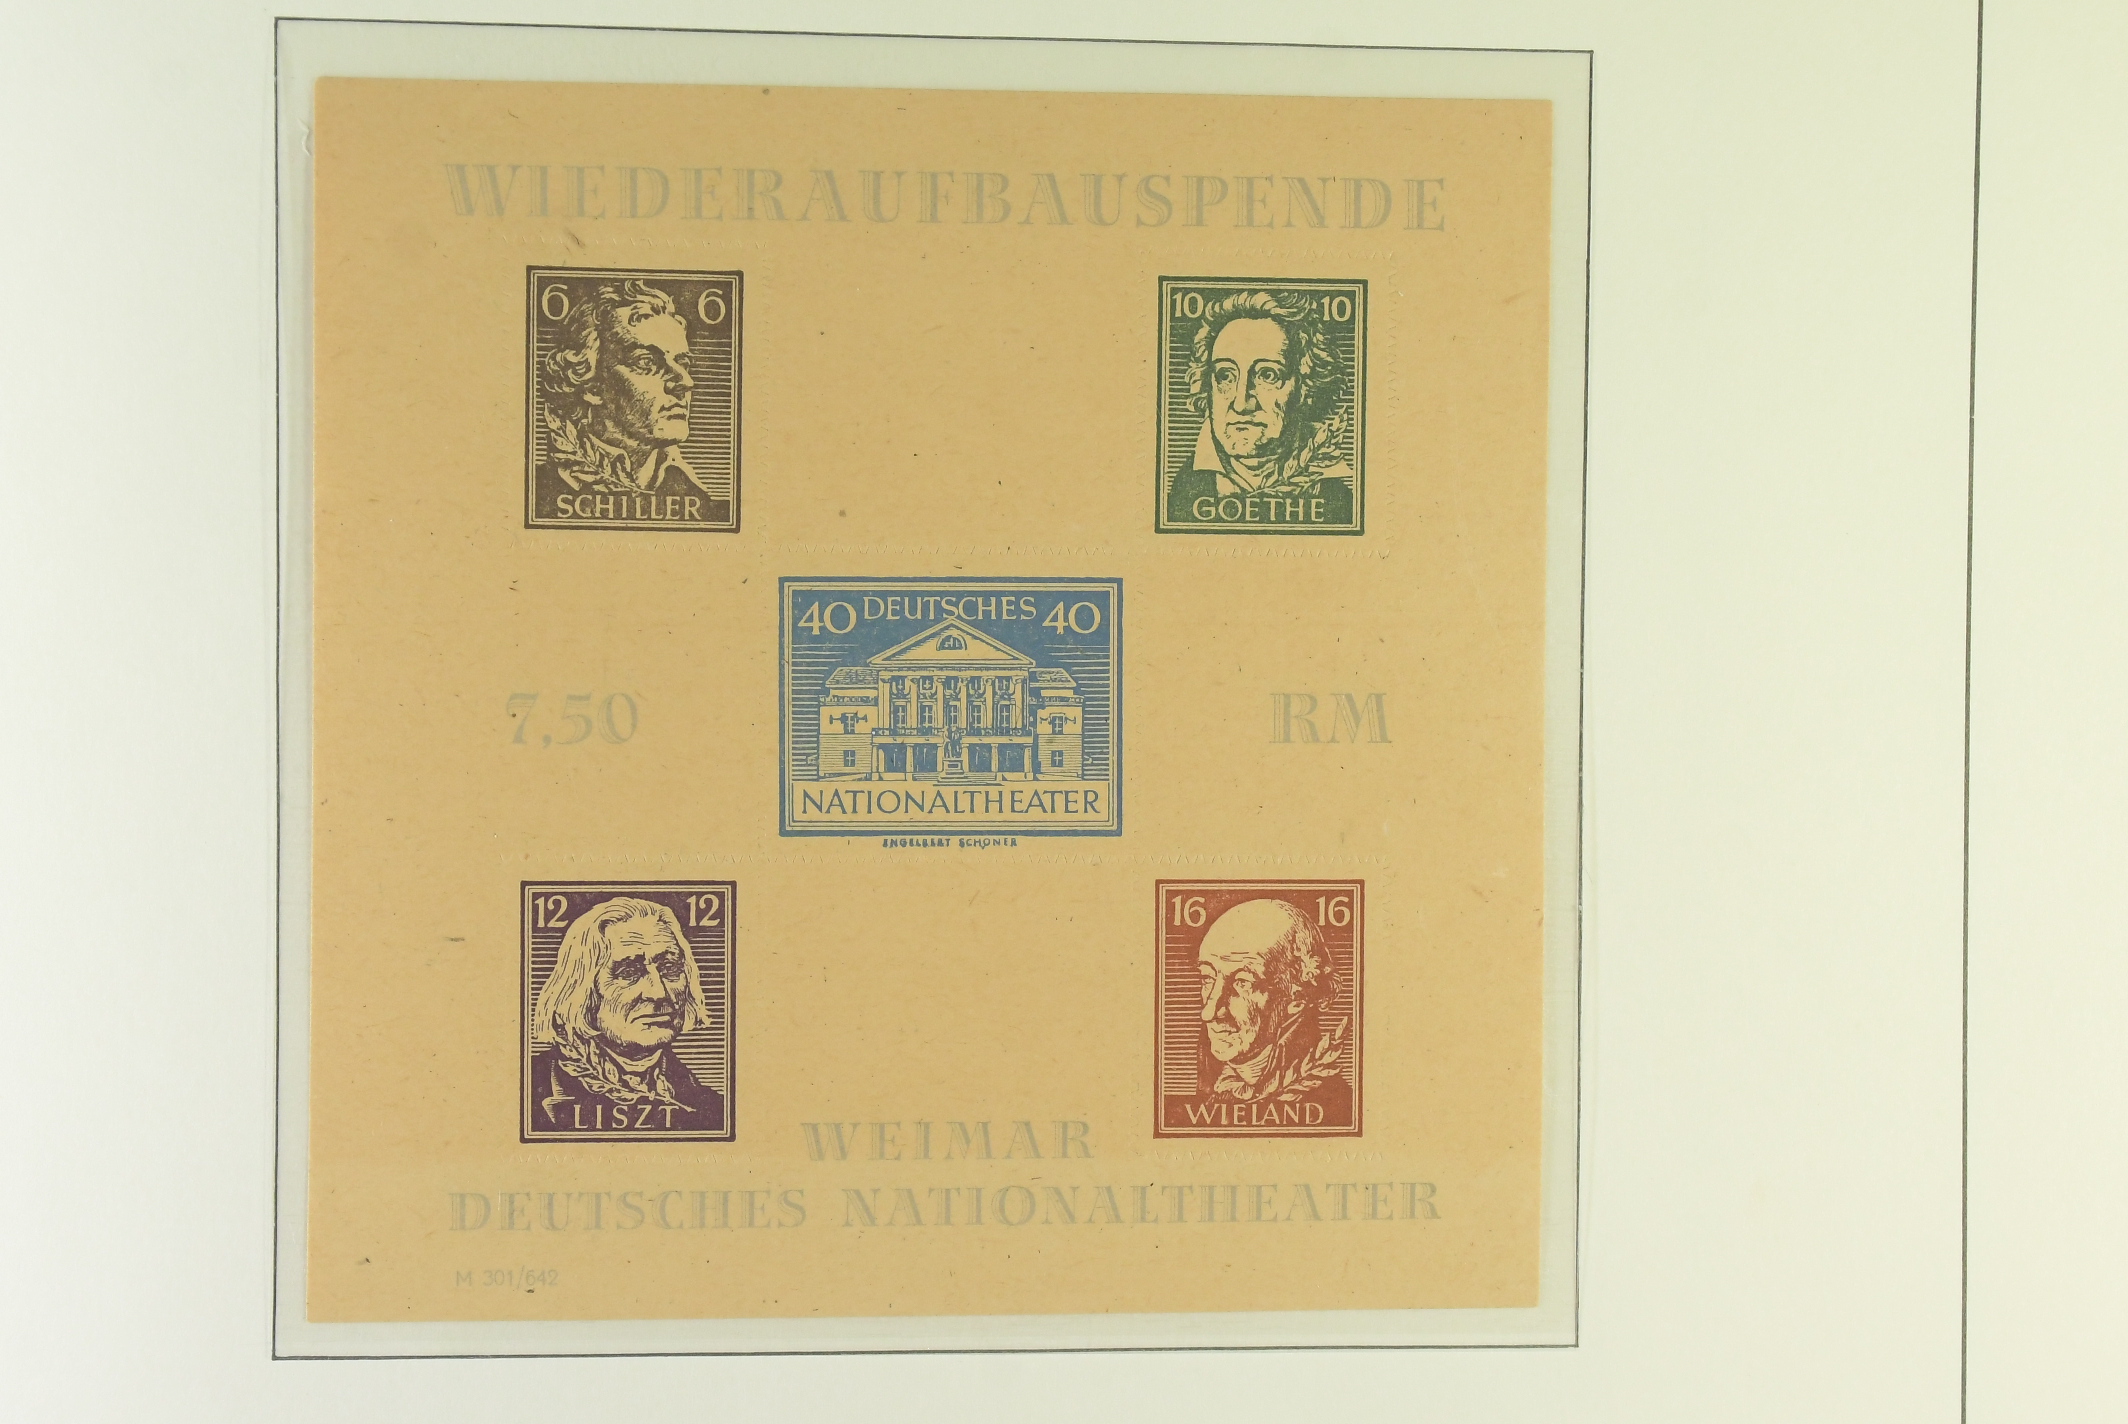 WIEDERAUFBAUSPENDE
6 6
SCHILLER
10 10
GOETHE
40 DEUTSCHES 40
NATIONALTHEATER
ENGELBERT SCHONER
7,50 RM
12 12
LISZT
16 16
WIELAND
WEIMAR
DEUTSCHES NATIONALTHEATER
M 301/642